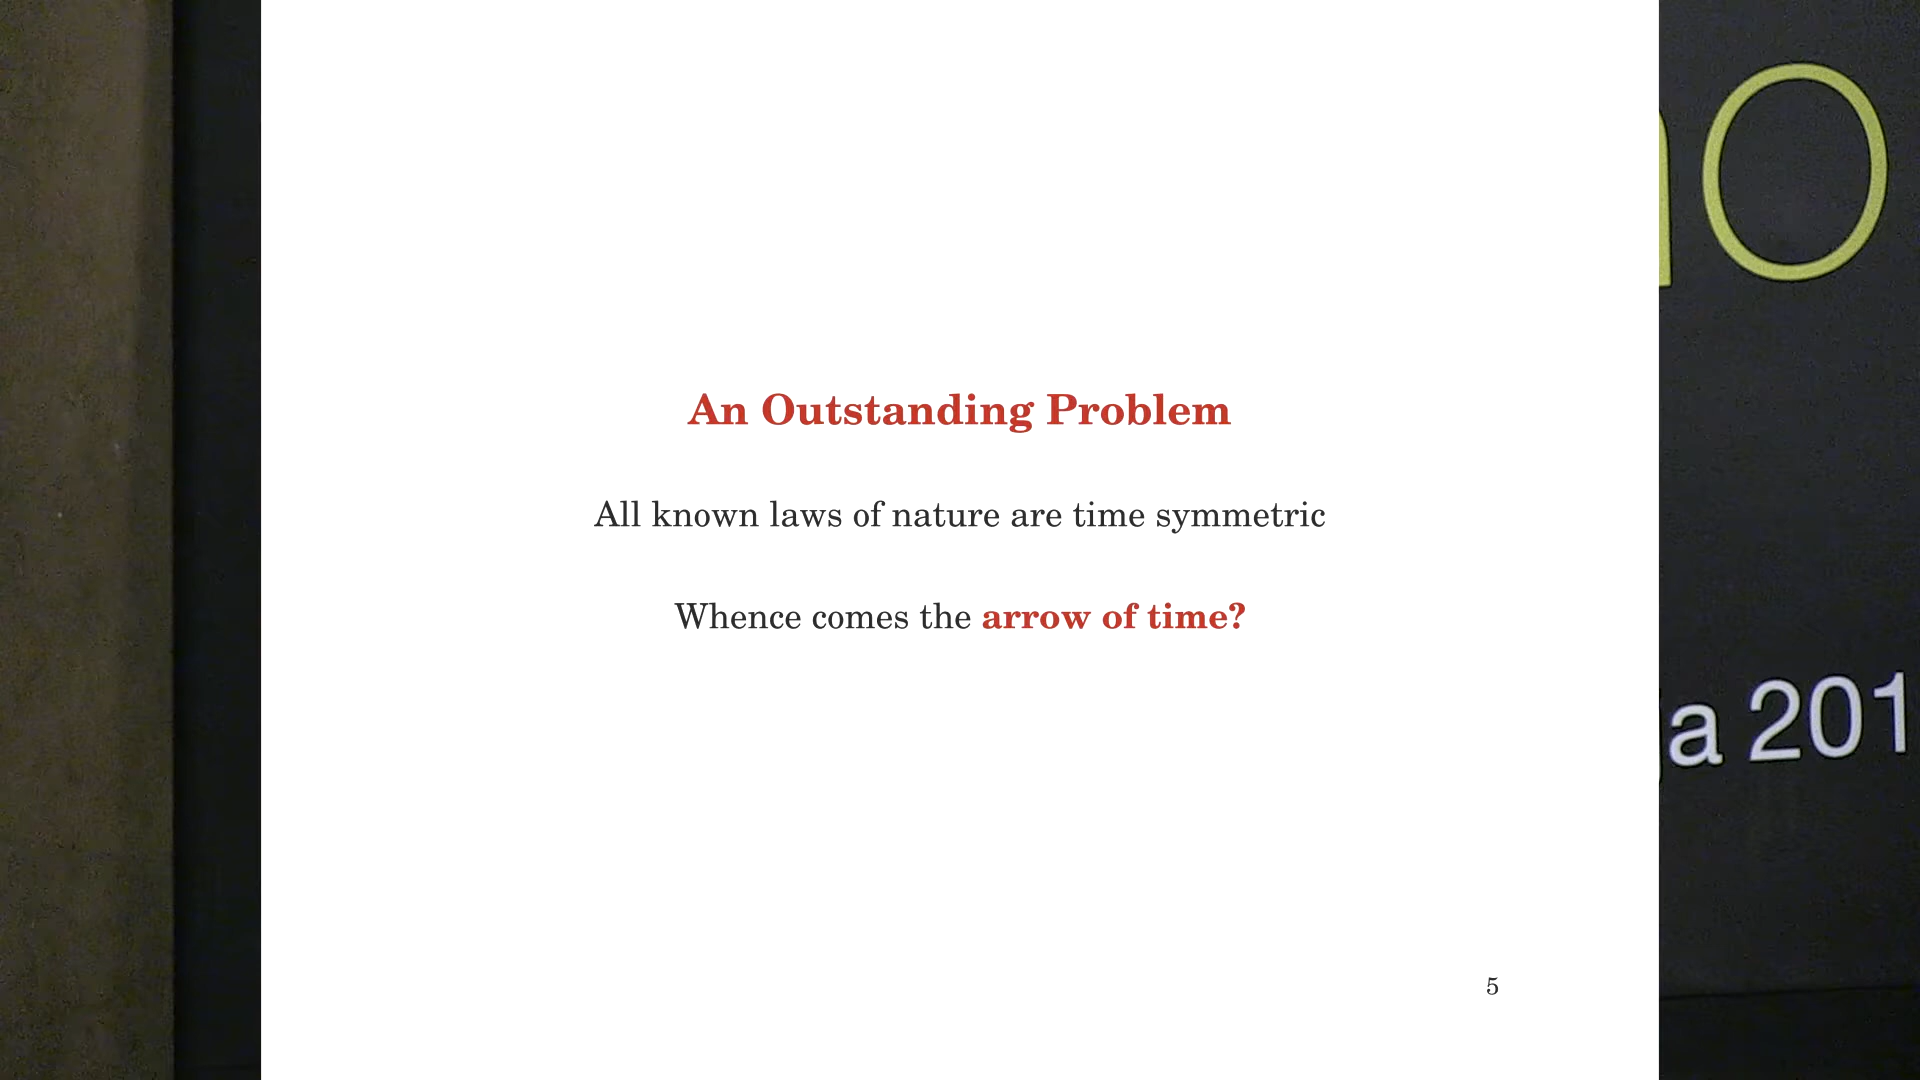 An Outstanding Problem
All known laws of nature are time symmetric
Whence comes the arrow of time?
5
O
a 201